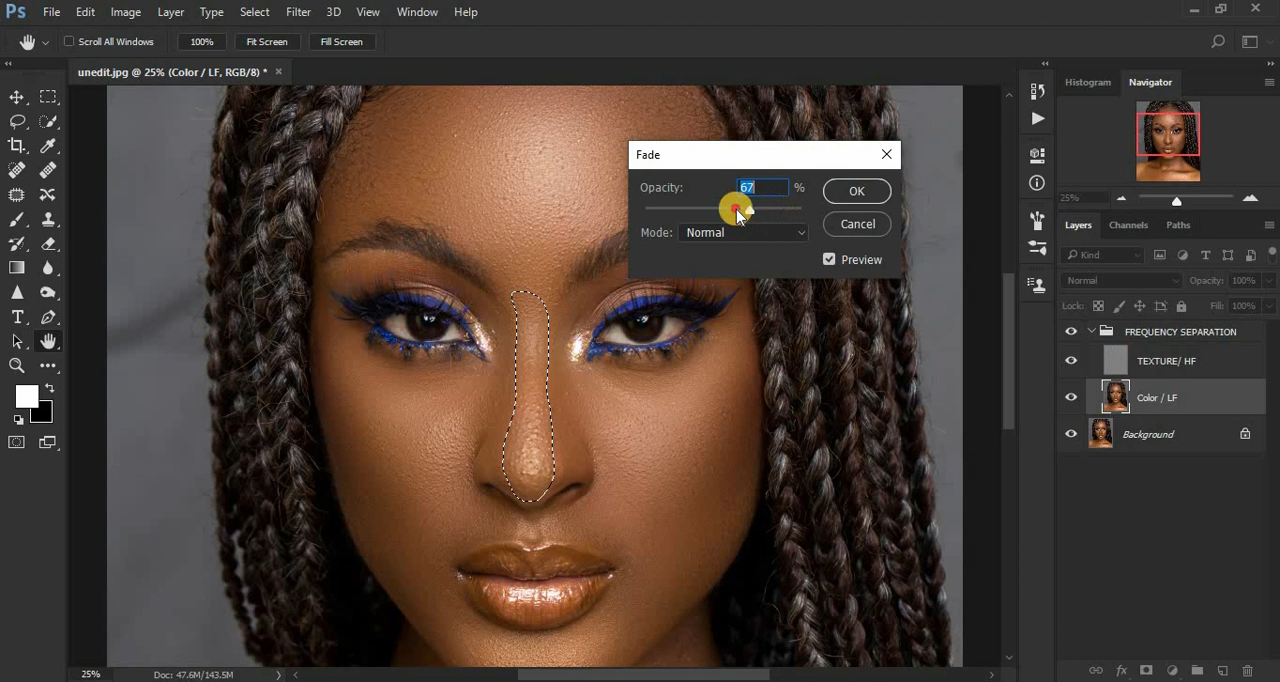 Ps File Edit Image Layer Type Select Filter 3D View Window Help
Scroll All Windows 100% Fit Screen Fill Screen
unedit.jpg @ 25% (Color / LF, RGB/8) * ×
Histogram Navigator
25%
Fade
Opacity: 67 %
OK
Mode: Normal
Cancel
Preview
Layers Channels Paths
Kind
Normal Opacity: 100%
Lock: Fill: 100%
FREQUENCY SEPARATION
TEXTURE/ HF
Color / LF
Background
25% Doc: 47.6M/143.5M